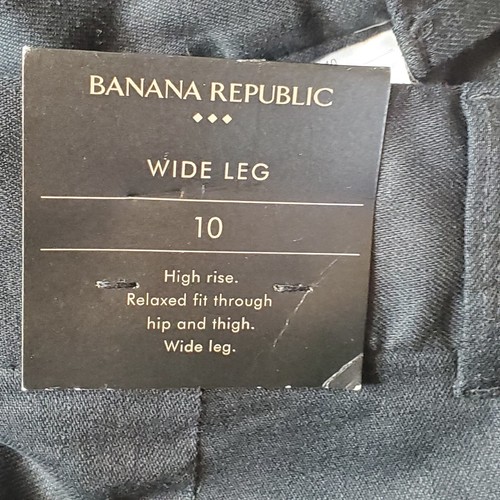 BANANA REPUBLIC
WIDE LEG
10
High rise.
Relaxed fit through
hip and thigh.
Wide leg.